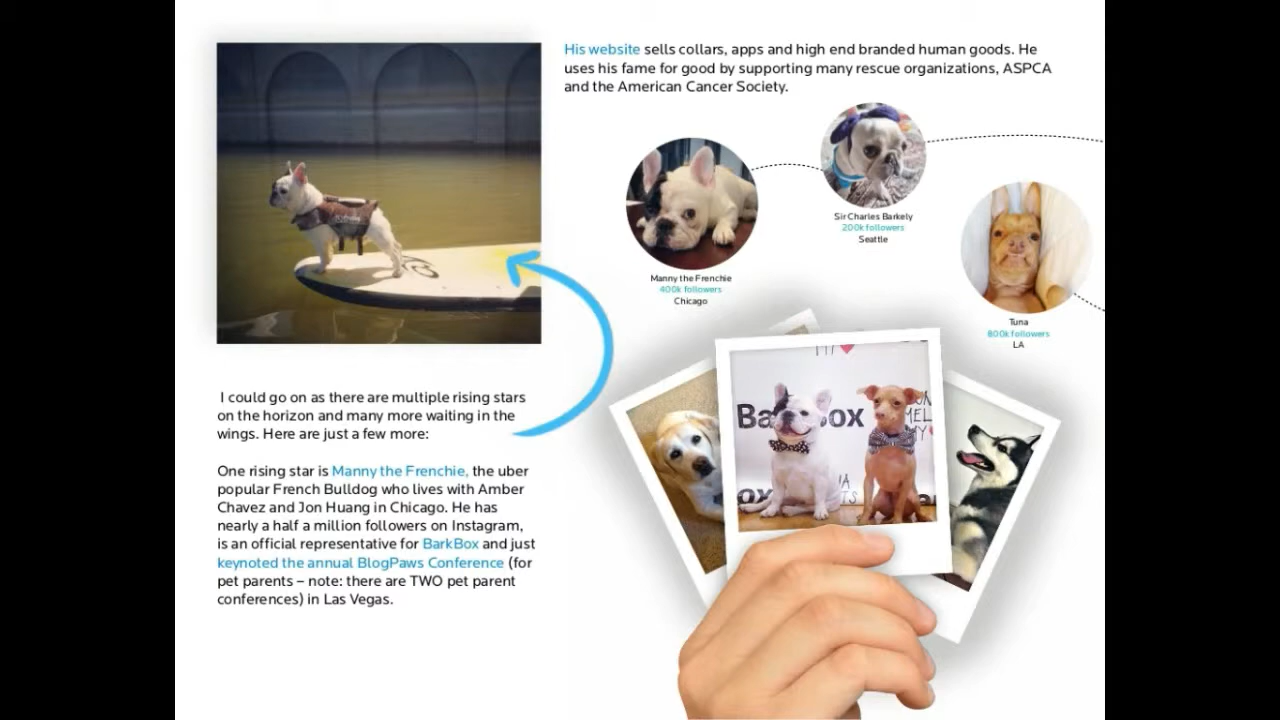 His website sells collars, apps and high end branded human goods. He
uses his fame for good by supporting many rescue organizations, ASPCA
and the American Cancer Society.
Sir Charles Barkely
200k followers
Seattle
Manny the Frenchie
400k followers
Chicago
Tuna
800k followers
LA
I could go on as there are multiple rising stars
on the horizon and many more waiting in the
wings. Here are just a few more:
One rising star is Manny the Frenchie, the uber
popular French Bulldog who lives with Amber
Chavez and Jon Huang in Chicago. He has
nearly a half a million followers on Instagram,
is an official representative for BarkBox and just
keynoted the annual BlogPaws Conference (for
pet parents – note: there are TWO pet parent
conferences) in Las Vegas.